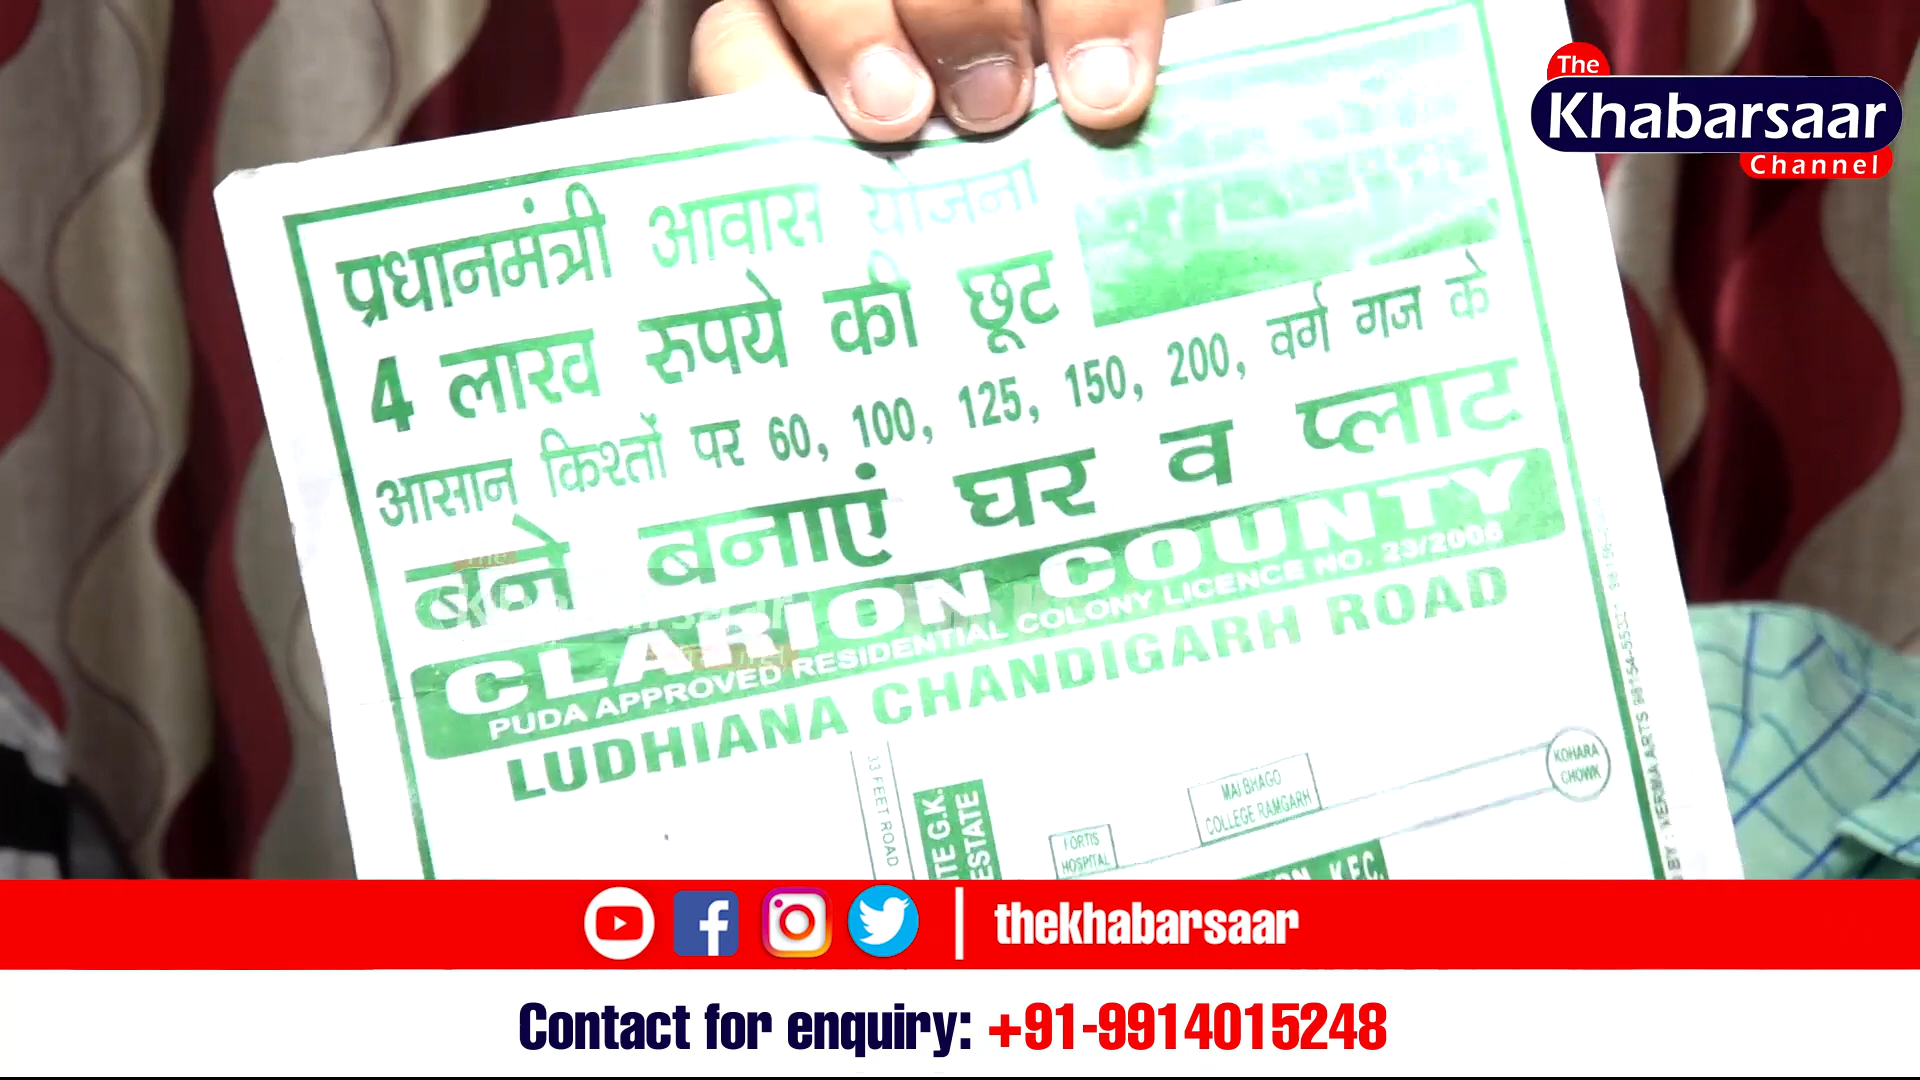 The
Khabarsaar
Channel
प्रधानमंत्री आवास योजना
4 लाख रुपये की छूट
आसान किश्तों पर 60, 100, 125, 150, 200, वर्ग गज के
बने बनाएं घर व प्लाट
CLARION COUNTY
PUDA APPROVED RESIDENTIAL COLONY LICENCE NO. 23/2006
LUDHIANA CHANDIGARH ROAD
33 FEET ROAD
TE G.K.
ESTATE
FORTIS
HOSPITAL
MAI BHAGO
COLLEGE RAMGARH
KOHARA
CHOWK
K.F.C.
thekhabarsaar
Contact for enquiry: +91-9914015248